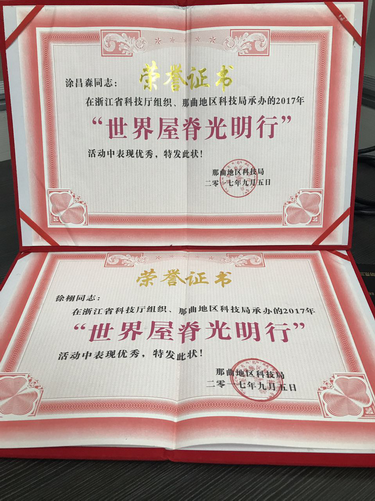 荣誉证书
涂昌森同志：
在浙江省科技厅组织、那曲地区科技局承办的2017年
“世界屋脊光明行”
活动中表现优秀，特发此状！
那曲地区科技局
二〇一七年九月五日
荣誉证书
徐栩同志：
在浙江省科技厅组织、那曲地区科技局承办的2017年
“世界屋脊光明行”
活动中表现优秀，特发此状！
那曲地区科技局
二〇一七年九月五日